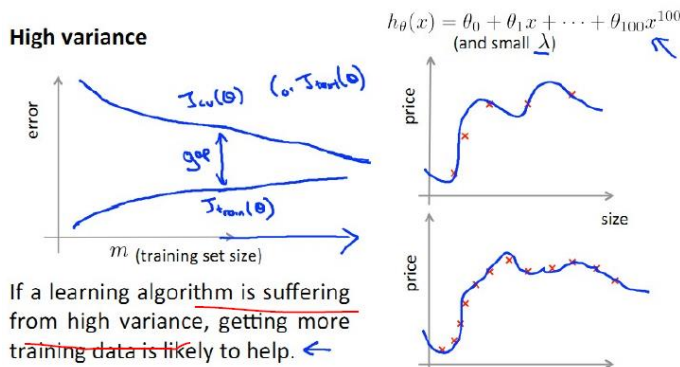 High variance
hθ(x) = θ0 + θ1x + ⋯ + θ100x^100
(and small λ)
error
Jcv(θ) (or Jtest(θ))
gap
Jtrain(θ)
m (training set size)
price
size
price
If a learning algorithm is suffering
from high variance, getting more
training data is likely to help. ←